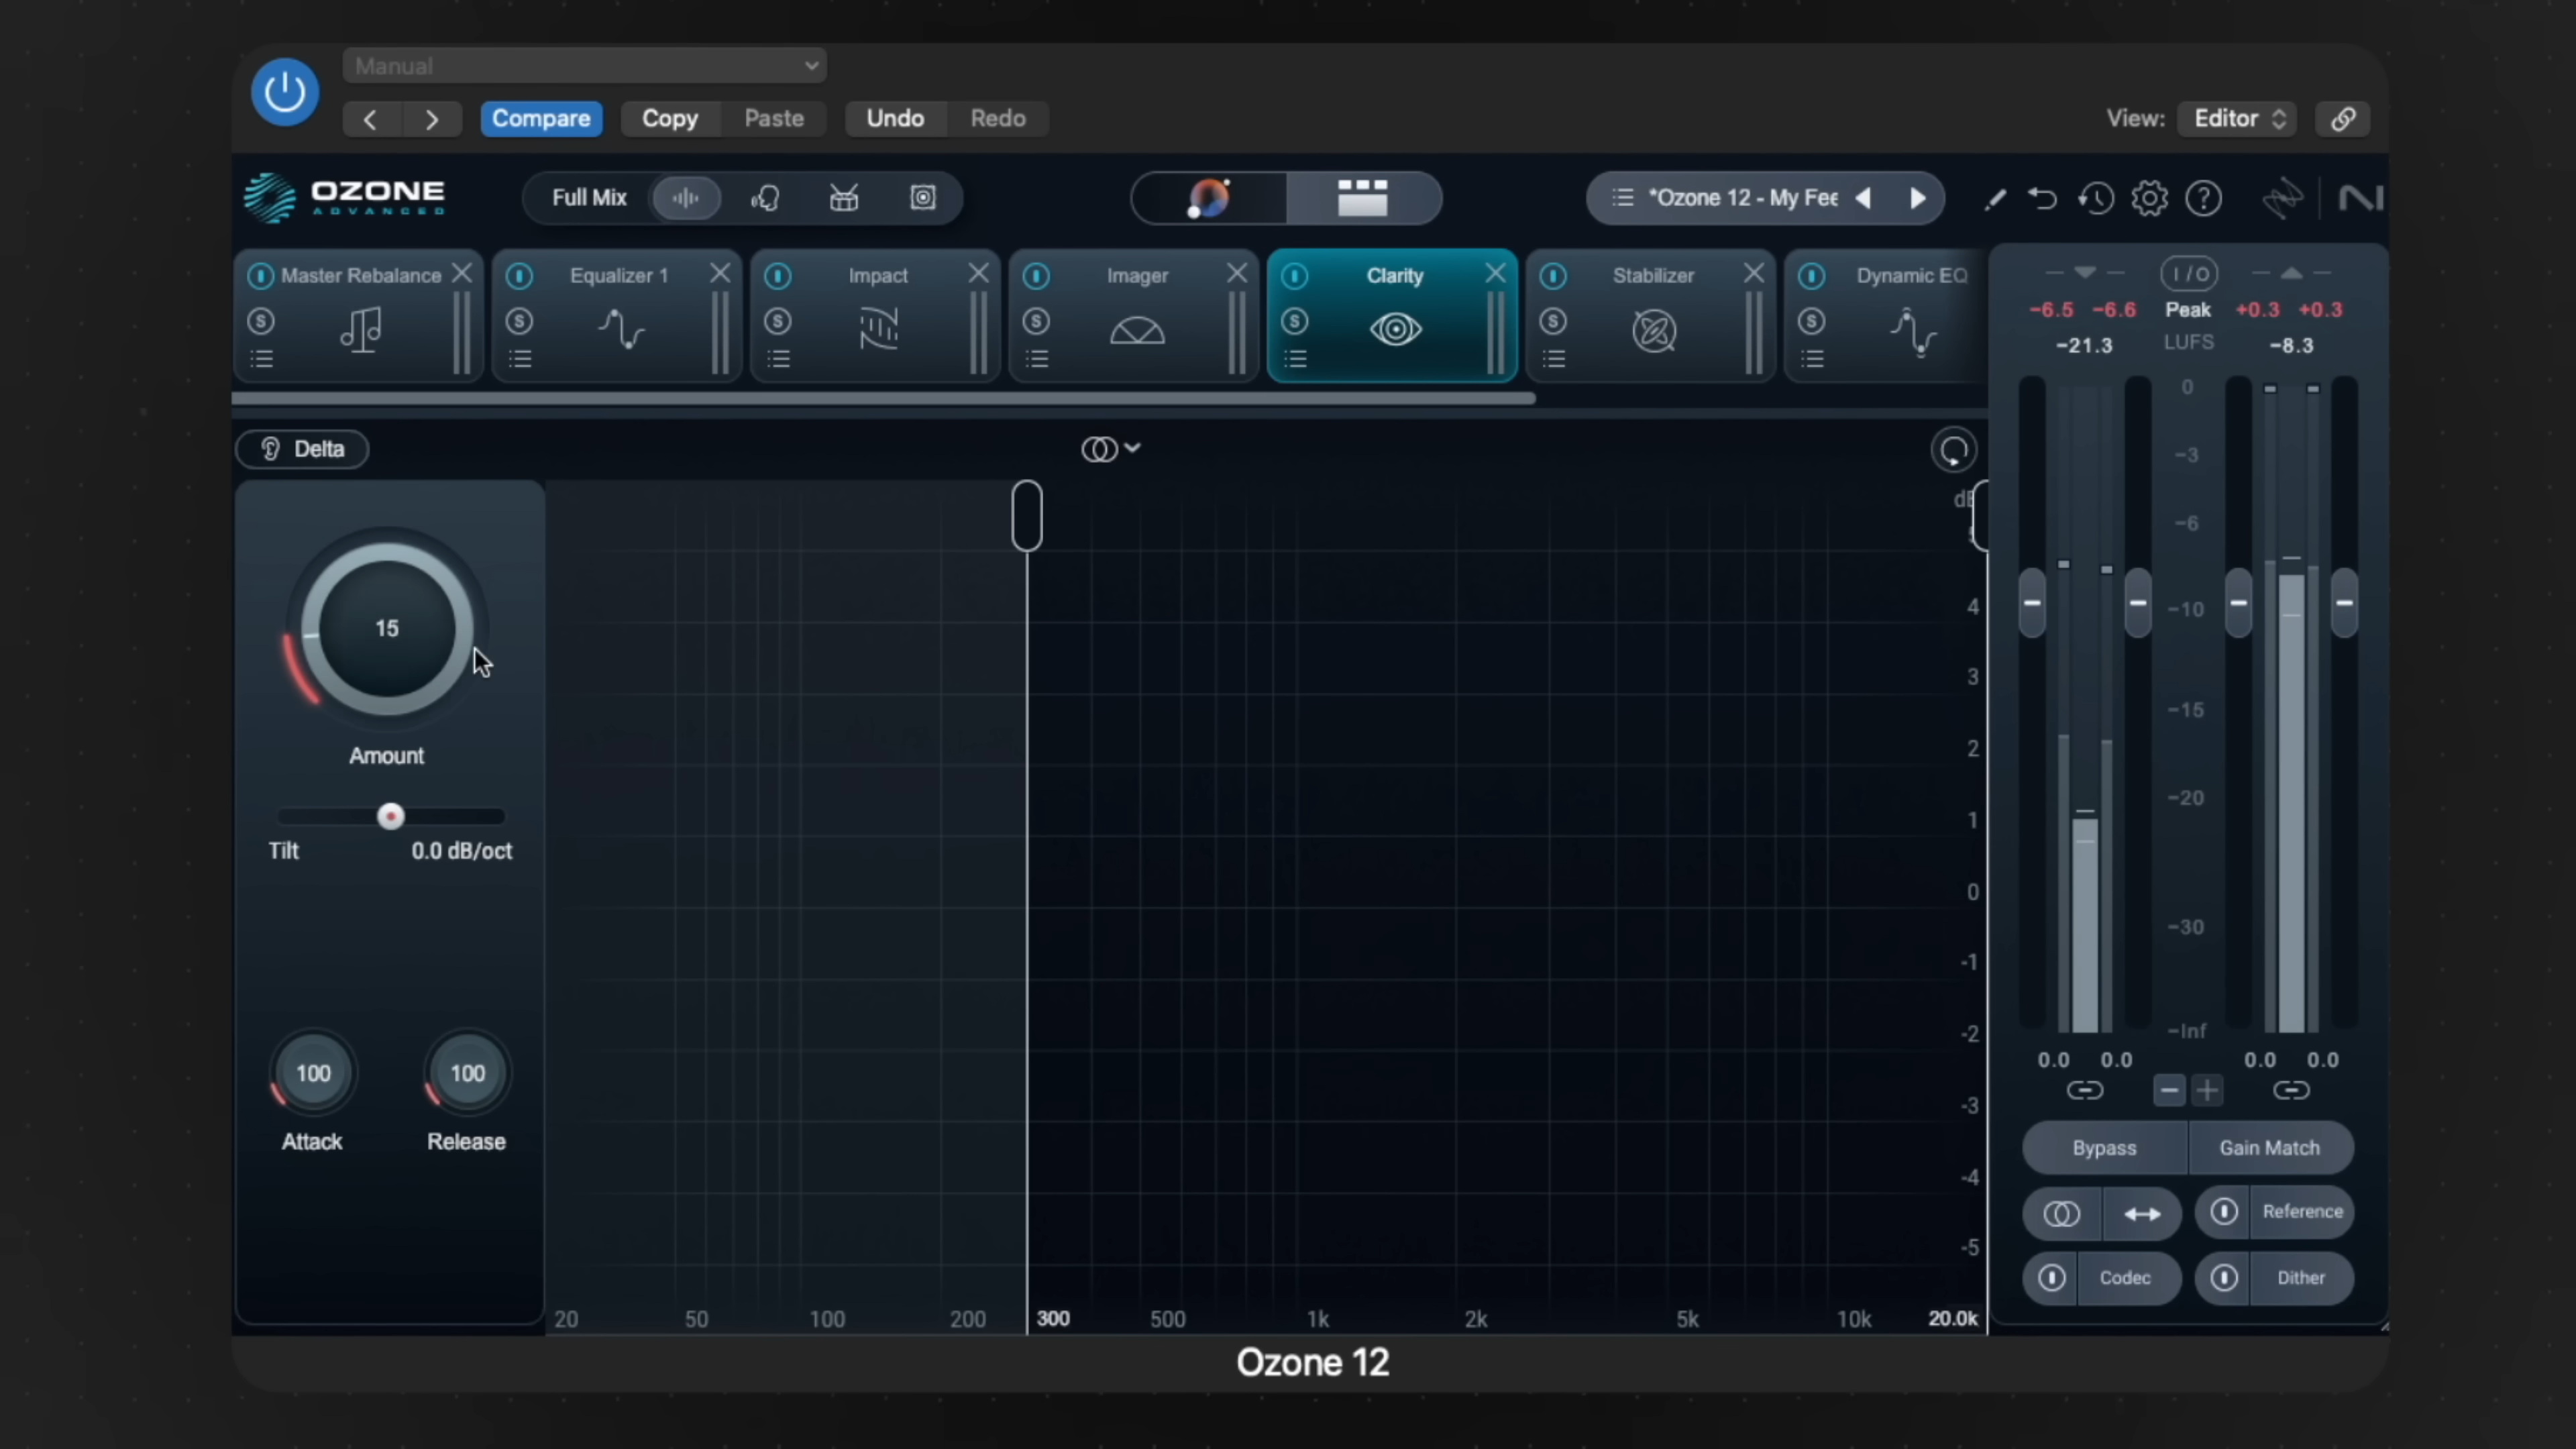 Manual
Compare Copy Paste Undo Redo View: Editor
OZONE
ADVANCED
Full Mix
*Ozone 12 - My Fee
Master Rebalance Equalizer 1 Impact Imager Clarity Stabilizer Dynamic EQ
S S S S S S S
I / O
-6.5 -6.6 Peak +0.3 +0.3
-21.3 LUFS -8.3
Delta
15
Amount
Tilt 0.0 dB/oct
100 100
Attack Release
dB
4
3
2
1
0
-1
-2
-3
-4
-5
20 50 100 200 300 500 1k 2k 5k 10k 20.0k
0
-3
-6
-10
-15
-20
-30
-Inf
0.0 0.0 0.0 0.0
Bypass Gain Match
Reference
Codec Dither
Ozone 12